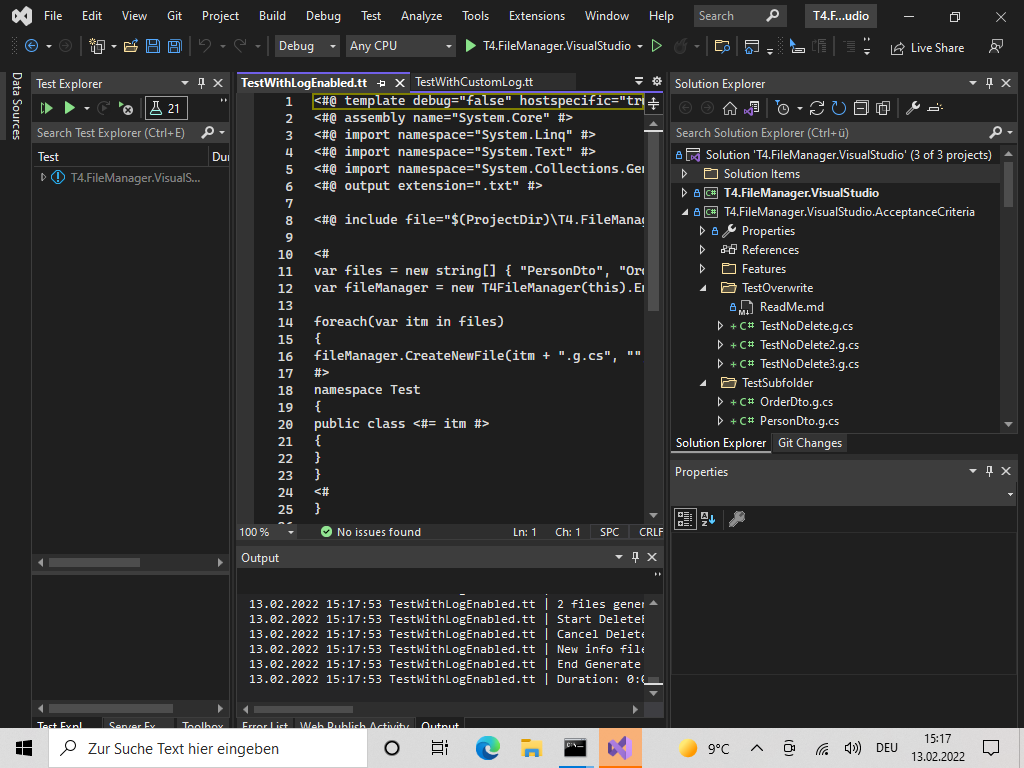 File Edit View Git Project Build Debug Test Analyze Tools Extensions Window Help Search T4.F...udio
Debug Any CPU T4.FileManager.VisualStudio Live Share
Data Sources
Test Explorer
21
Search Test Explorer (Ctrl+E)
Test Dur
T4.FileManager.VisualS...
TestWithLogEnabled.tt TestWithCustomLog.tt
1 <#@ template debug="false" hostspecific="tr
2 <#@ assembly name="System.Core" #>
3 <#@ import namespace="System.Linq" #>
4 <#@ import namespace="System.Text" #>
5 <#@ import namespace="System.Collections.Gen
6 <#@ output extension=".txt" #>
7
8 <#@ include file="$(ProjectDir)\T4.FileManag
9
10 <#
11 var files = new string[] { "PersonDto", "Or
12 var fileManager = new T4FileManager(this).En
13
14 foreach(var itm in files)
15 {
16 fileManager.CreateNewFile(itm + ".g.cs", ""
17 #>
18 namespace Test
19 {
20 public class <#= itm #>
21 {
22 }
23 }
24 <#
25 }
100 % No issues found Ln: 1 Ch: 1 SPC CRLF
Output
13.02.2022 15:17:53 TestWithLogEnabled.tt | 2 files gener
13.02.2022 15:17:53 TestWithLogEnabled.tt | Start DeleteE
13.02.2022 15:17:53 TestWithLogEnabled.tt | Cancel Delete
13.02.2022 15:17:53 TestWithLogEnabled.tt | New info file
13.02.2022 15:17:53 TestWithLogEnabled.tt | End Generate
13.02.2022 15:17:53 TestWithLogEnabled.tt | Duration: 0:0
Solution Explorer
Search Solution Explorer (Ctrl+ü)
Solution 'T4.FileManager.VisualStudio' (3 of 3 projects)
Solution Items
C# T4.FileManager.VisualStudio
C# T4.FileManager.VisualStudio.AcceptanceCriteria
Properties
References
Features
TestOverwrite
ReadMe.md
C# TestNoDelete.g.cs
C# TestNoDelete2.g.cs
C# TestNoDelete3.g.cs
TestSubfolder
C# OrderDto.g.cs
C# PersonDto.g.cs
Solution Explorer Git Changes
Properties
Test Expl... Server Ex... Toolbox Error List Web Publish Activity Output
Zur Suche Text hier eingeben 9°C DEU 15:17
13.02.2022